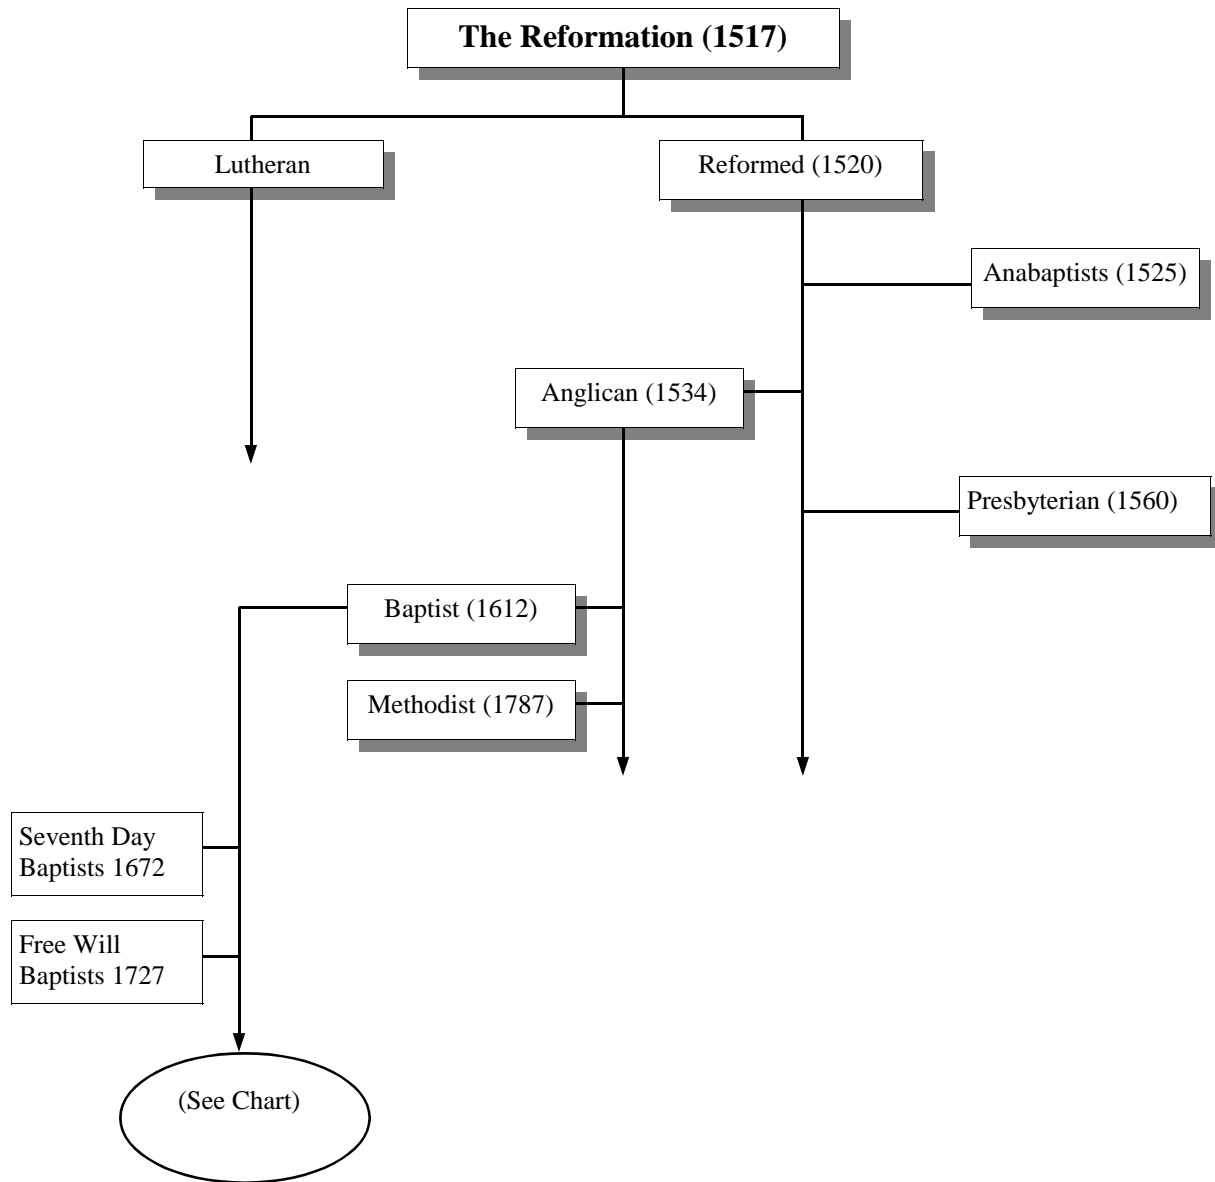 The Reformation (1517)
Lutheran
Reformed (1520)
Anabaptists (1525)
Anglican (1534)
Presbyterian (1560)
Baptist (1612)
Methodist (1787)
Seventh Day
Baptists 1672
Free Will
Baptists 1727
(See Chart)